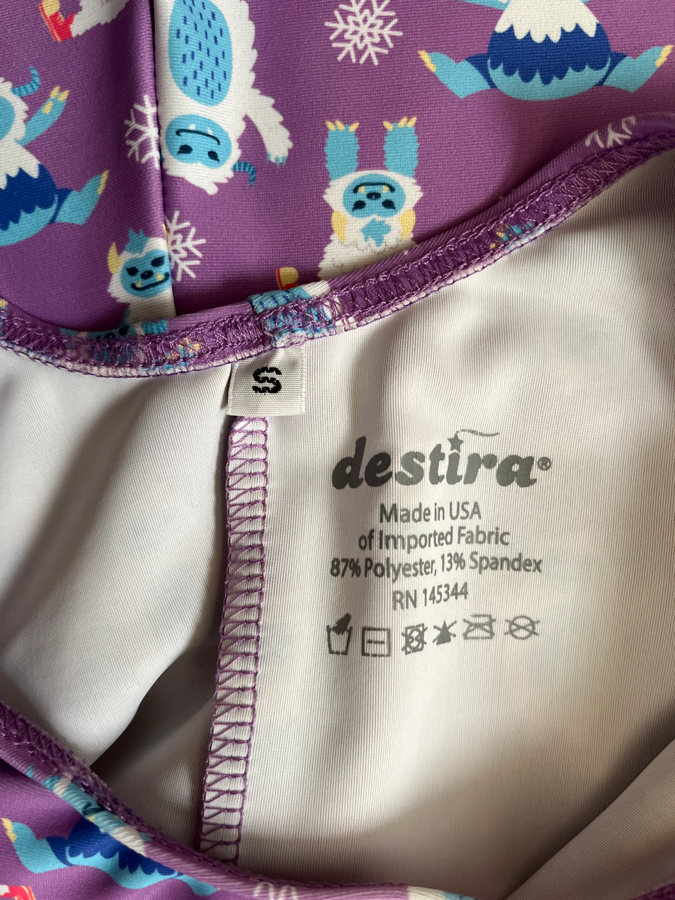 S
destira®
Made in USA
of Imported Fabric
87% Polyester, 13% Spandex
RN 145344